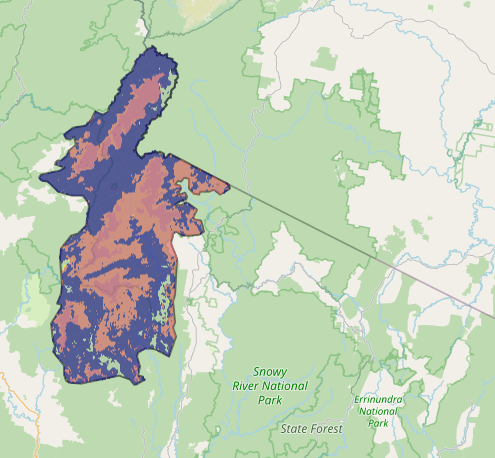 Snowy
River National
Park
Errinundra
National
Park
State Forest